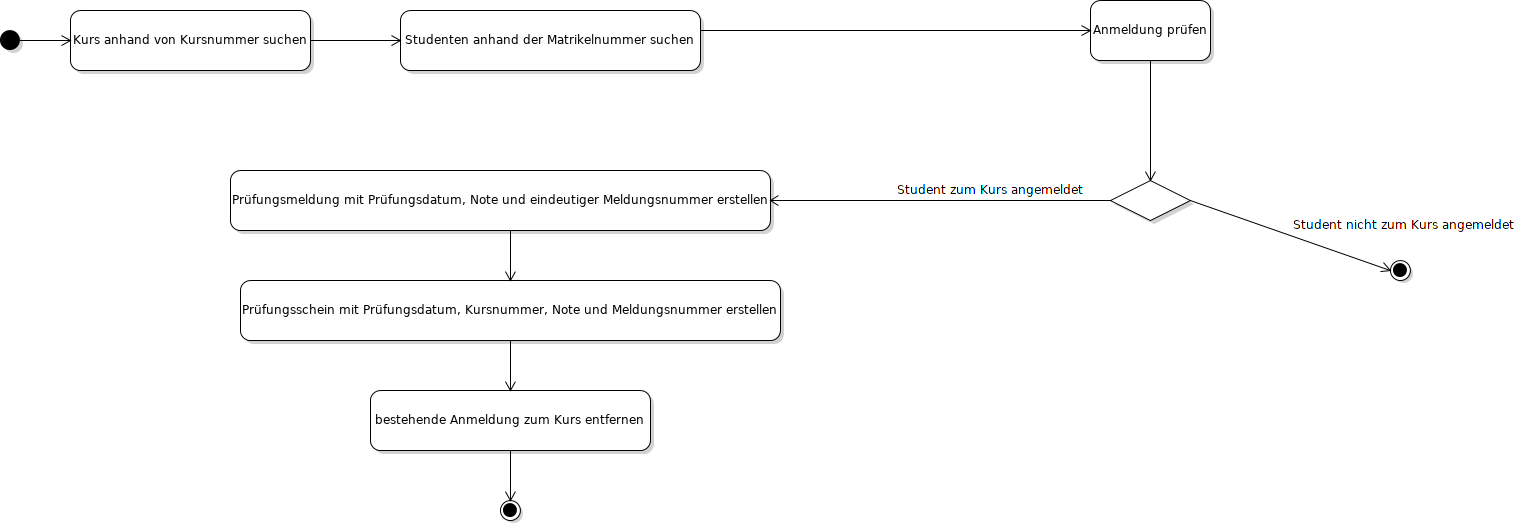 Kurs anhand von Kursnummer suchen
Studenten anhand der Matrikelnummer suchen
Anmeldung prüfen
Student zum Kurs angemeldet
Student nicht zum Kurs angemeldet
Prüfungsmeldung mit Prüfungsdatum, Note und eindeutiger Meldungsnummer erstellen
Prüfungsschein mit Prüfungsdatum, Kursnummer, Note und Meldungsnummer erstellen
bestehende Anmeldung zum Kurs entfernen